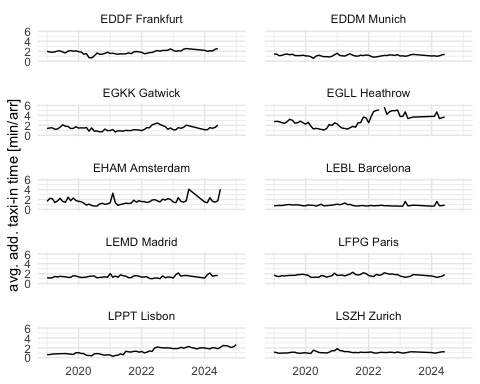 EDDF Frankfurt
EDDM Munich
6
4
2
0
EGKK Gatwick
EGLL Heathrow
6
4
2
0
EHAM Amsterdam
LEBL Barcelona
6
4
2
0
LEMD Madrid
LFPG Paris
6
4
2
0
LPPT Lisbon
LSZH Zurich
6
4
2
0
2020
2022
2024
2020
2022
2024
avg. add. taxi-in time [min/arr]